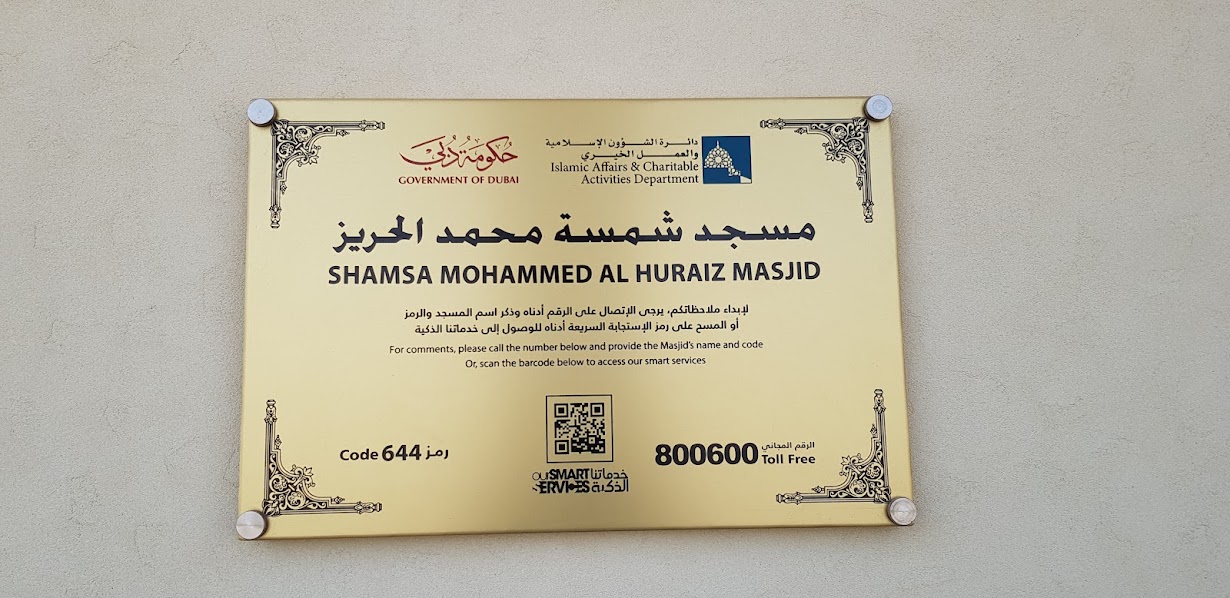 حكومة دبي
GOVERNMENT OF DUBAI
دائرة الشؤون الإسلامية
والعمل الخيري
Islamic Affairs & Charitable
Activities Department
مسجد شمسة محمد الحريز
SHAMSA MOHAMMED AL HURAIZ MASJID
لإبداء ملاحظاتكم، يرجى الإتصال على الرقم أدناه وذكر اسم المسجد والرمز
أو المسح على رمز الإستجابة السريعة أدناه للوصول إلى خدماتنا الذكية
For comments, please call the number below and provide the Masjid's name and code
Or, scan the barcode below to access our smart services
Code 644 رمز
our SMART خدماتنا
SERVICES الذكية
800600
الرقم المجاني
Toll Free